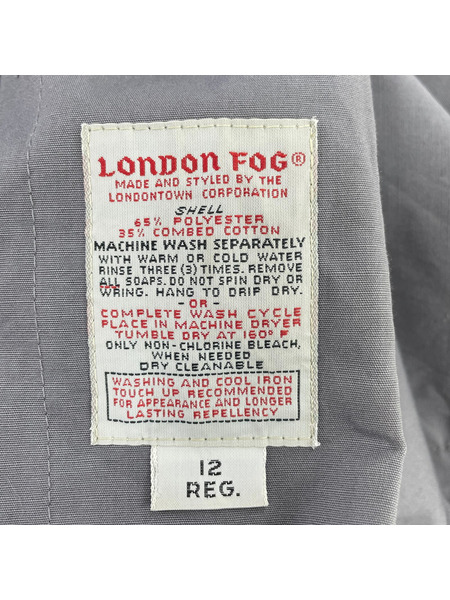 LONDON FOG®
MADE AND STYLED BY THE
LONDONTOWN CORPORATION
SHELL
65% POLYESTER
35% COMBED COTTON
MACHINE WASH SEPARATELY
WITH WARM OR COLD WATER
RINSE THREE (3) TIMES. REMOVE
ALL SOAPS. DO NOT SPIN DRY OR
WRING. HANG TO DRIP DRY.
-OR-
COMPLETE WASH CYCLE
PLACE IN MACHINE DRYER
TUMBLE DRY AT 160° F
ONLY NON-CHLORINE BLEACH,
WHEN NEEDED
DRY CLEANABLE
WASHING AND COOL IRON
TOUCH UP RECOMMENDED
FOR APPEARANCE AND LONGER
LASTING REPELLENCY
12
REG.